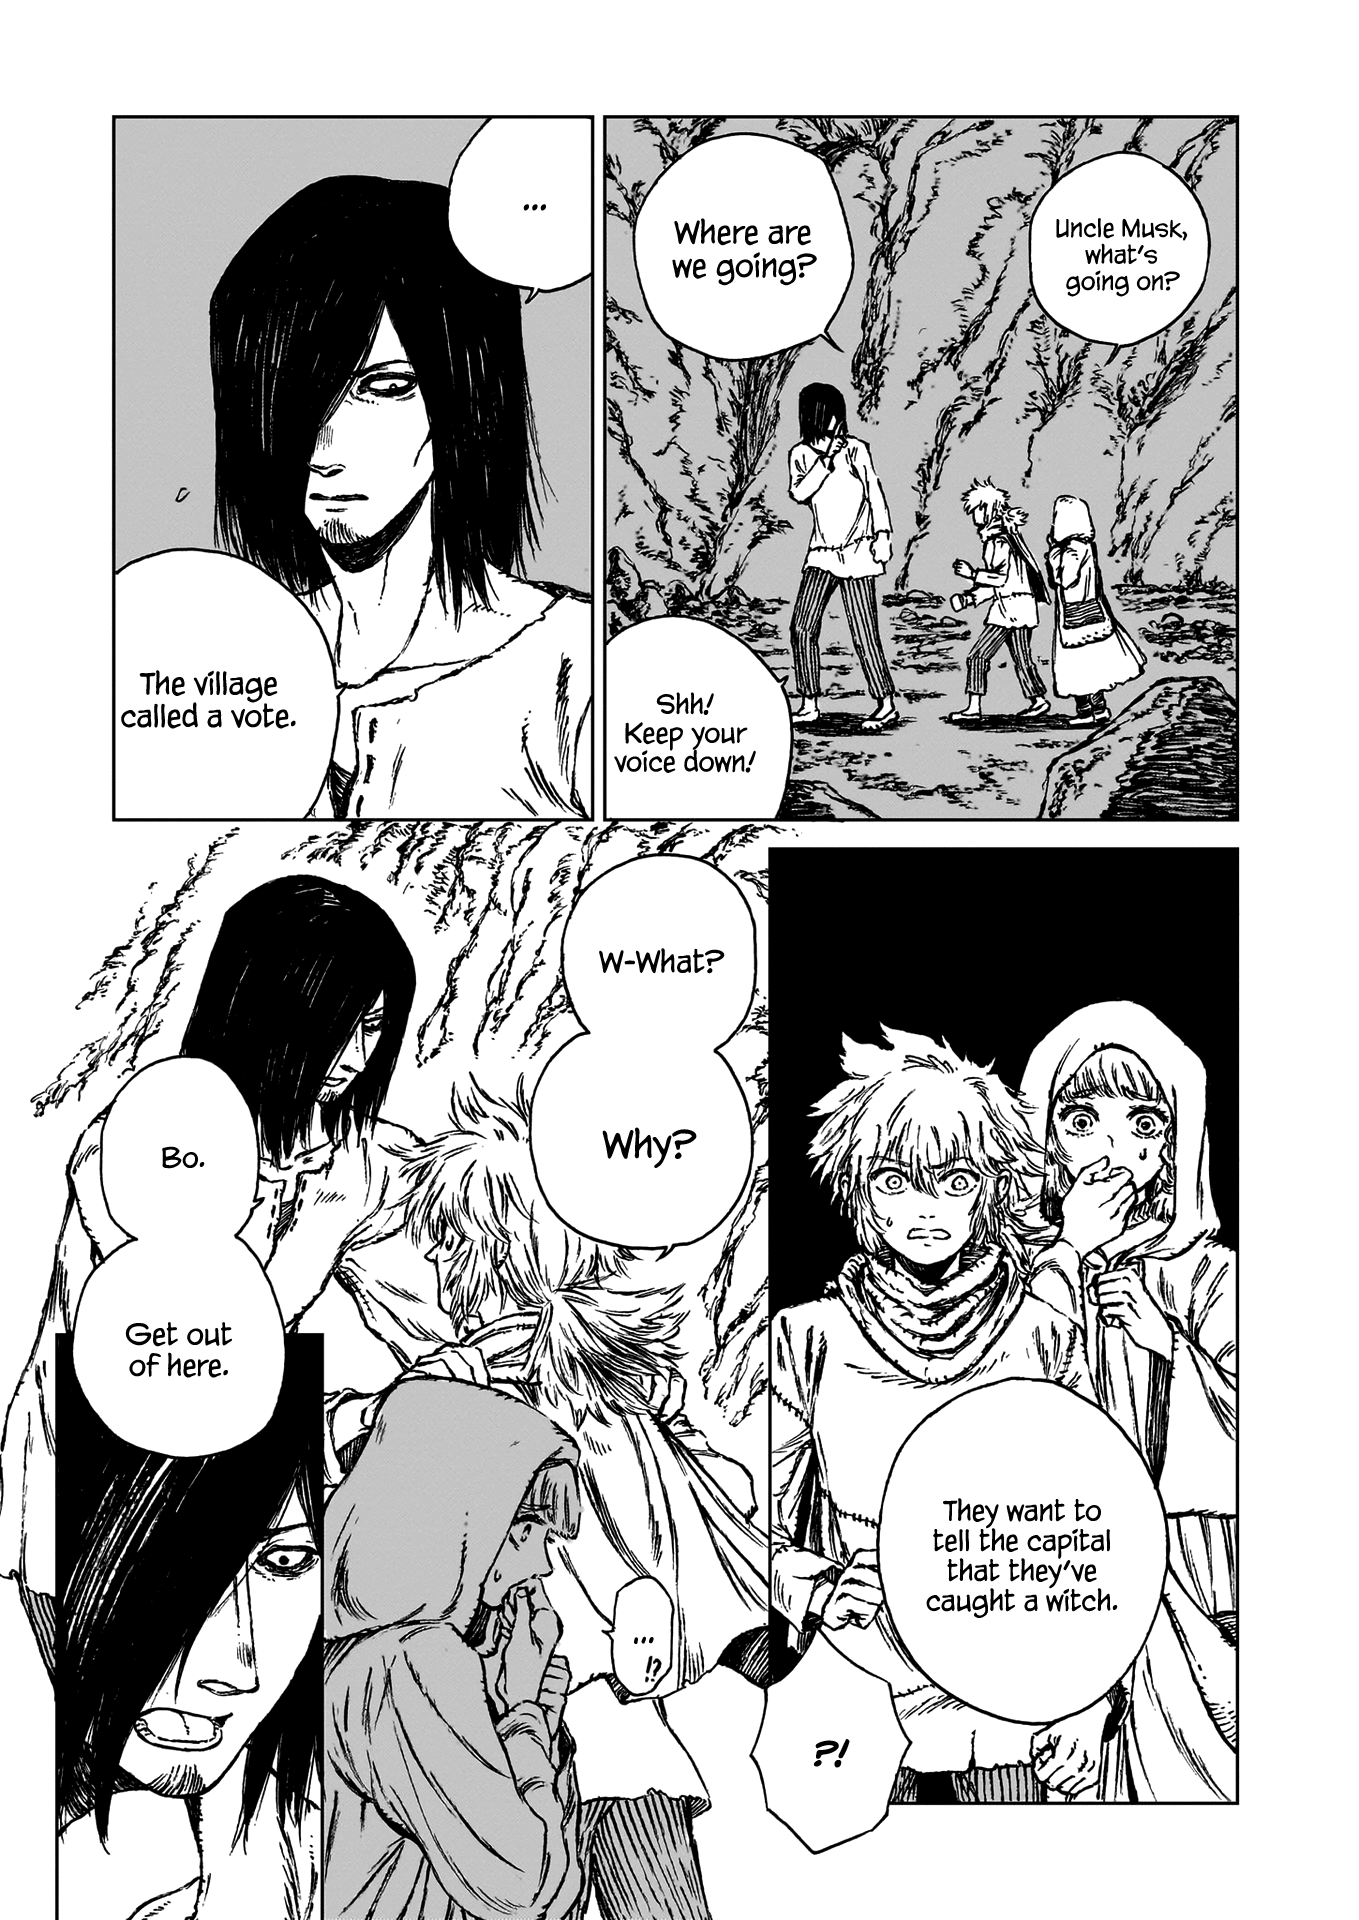 Uncle Musk,
what's
going on?
Where are
we going?
Shh!
Keep your
voice down!
...
The village
called a vote.
They want to
tell the capital
that they've
caught a witch.
?!
W-What?
Why?
...
!?
Bo.
Get out
of here.